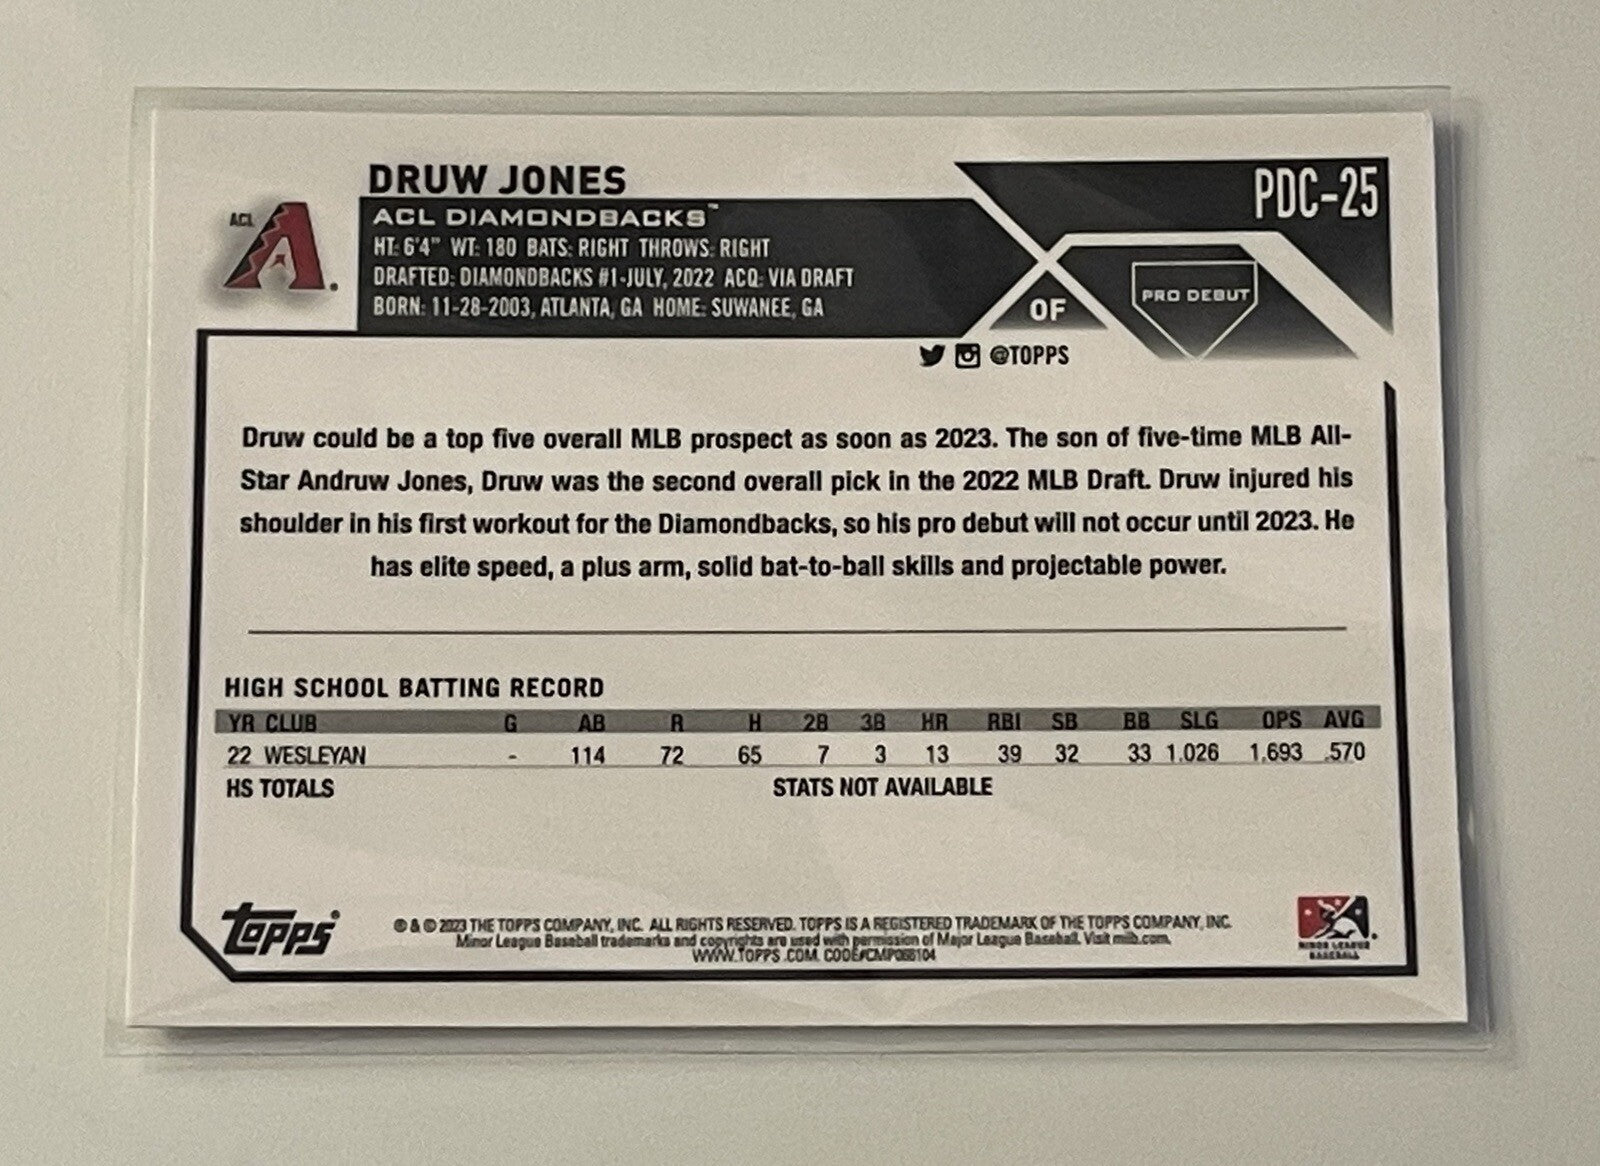 DRUW JONES
PDC-25
ACL
ACL DIAMONDBACKS™
HT: 6'4" WT: 180 BATS: RIGHT THROWS: RIGHT
DRAFTED: DIAMONDBACKS #1-JULY, 2022 ACQ: VIA DRAFT
BORN: 11-28-2003, ATLANTA, GA HOME: SUWANEE, GA
OF
PRO DEBUT
@TOPPS
Druw could be a top five overall MLB prospect as soon as 2023. The son of five-time MLB All-
Star Andruw Jones, Druw was the second overall pick in the 2022 MLB Draft. Druw injured his
shoulder in his first workout for the Diamondbacks, so his pro debut will not occur until 2023. He
has elite speed, a plus arm, solid bat-to-ball skills and projectable power.
HIGH SCHOOL BATTING RECORD
YR CLUB G AB R H 2B 3B HR RBI SB BB SLG OPS AVG
22 WESLEYAN - 114 72 65 7 3 13 39 32 33 1.026 1.693 .570
HS TOTALS STATS NOT AVAILABLE
Topps®
® & © 2023 THE TOPPS COMPANY, INC. ALL RIGHTS RESERVED. TOPPS IS A REGISTERED TRADEMARK OF THE TOPPS COMPANY, INC.
Minor League Baseball trademarks and copyrights are used with permission of Major League Baseball. Visit milb.com.
WWW.TOPPS.COM. CODE#CMP068104
MINOR LEAGUE
BASEBALL